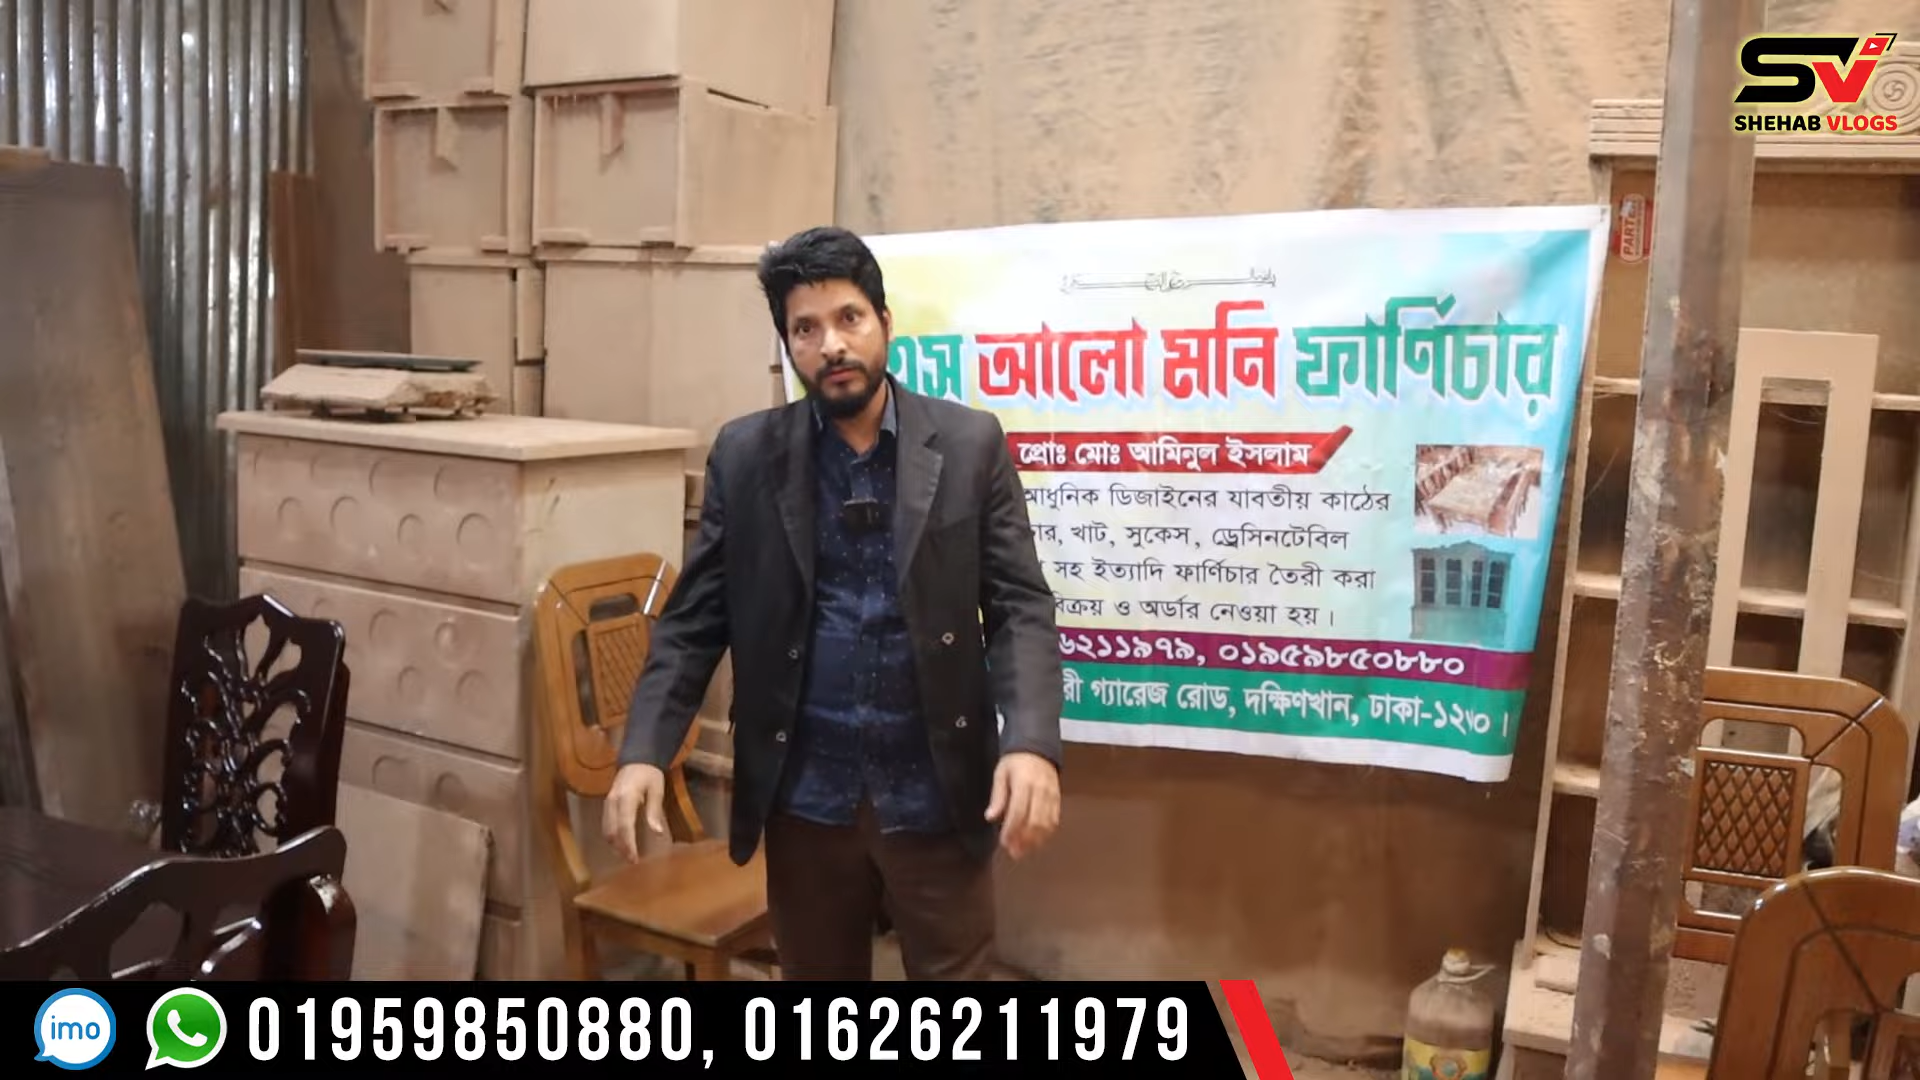 SV
SHEHAB VLOGS
এস আলো মনি ফার্ণিচার
প্রোঃ মোঃ আমিনুল ইসলাম
আধুনিক ডিজাইনের যাবতীয় কাঠের
খাট, সুকেস, ড্রেসিনটেবিল
সহ ইত্যাদি ফার্ণিচার তৈরী করা
বিক্রয় ও অর্ডার নেওয়া হয়।
৬২১১৯৭৯, ০১৯৫৯৮৫০৮৮০
গ্যারেজ রোড, দক্ষিণখান, ঢাকা-১২৩০।
imo 01959850880, 01626211979